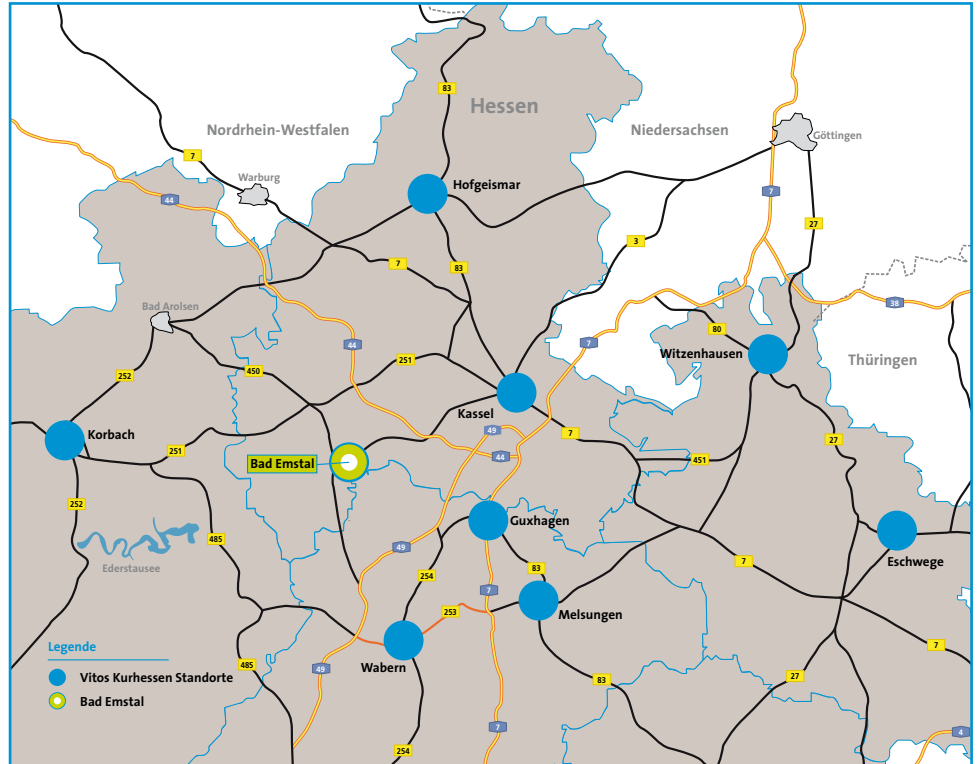 83
Hessen
Nordrhein-Westfalen
Niedersachsen
Göttingen
7
Warburg
Hofgeismar
44
7
27
3
7
83
38
Bad Arolsen
80
7
44
Witzenhausen
251
Thüringen
450
252
Kassel
49
7
27
Korbach
251
44
451
Bad Emstal
252
Guxhagen
485
49
Eschwege
Ederstausee
254
83
7
7
253
Melsungen
Legende
Wabern
7
485
49
27
Vitos Kurhessen Standorte
83
Bad Emstal
7
4
254